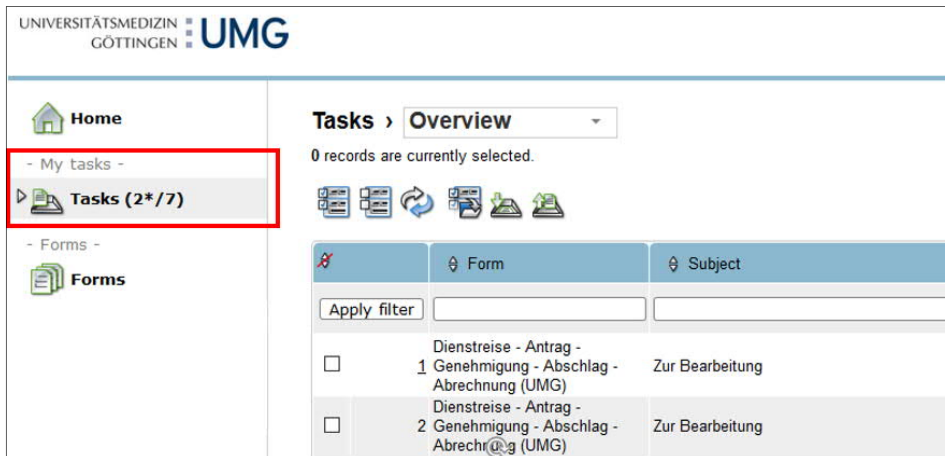 UNIVERSITÄTSMEDIZIN
GÖTTINGEN
UMG
Home
- My tasks -
Tasks (2*/7)
- Forms -
Forms
Tasks › Overview
0 records are currently selected.
Form
Subject
Apply filter
1
Dienstreise - Antrag -
Genehmigung - Abschlag -
Abrechnung (UMG)
Zur Bearbeitung
2
Dienstreise - Antrag -
Genehmigung - Abschlag -
Abrechnung (UMG)
Zur Bearbeitung